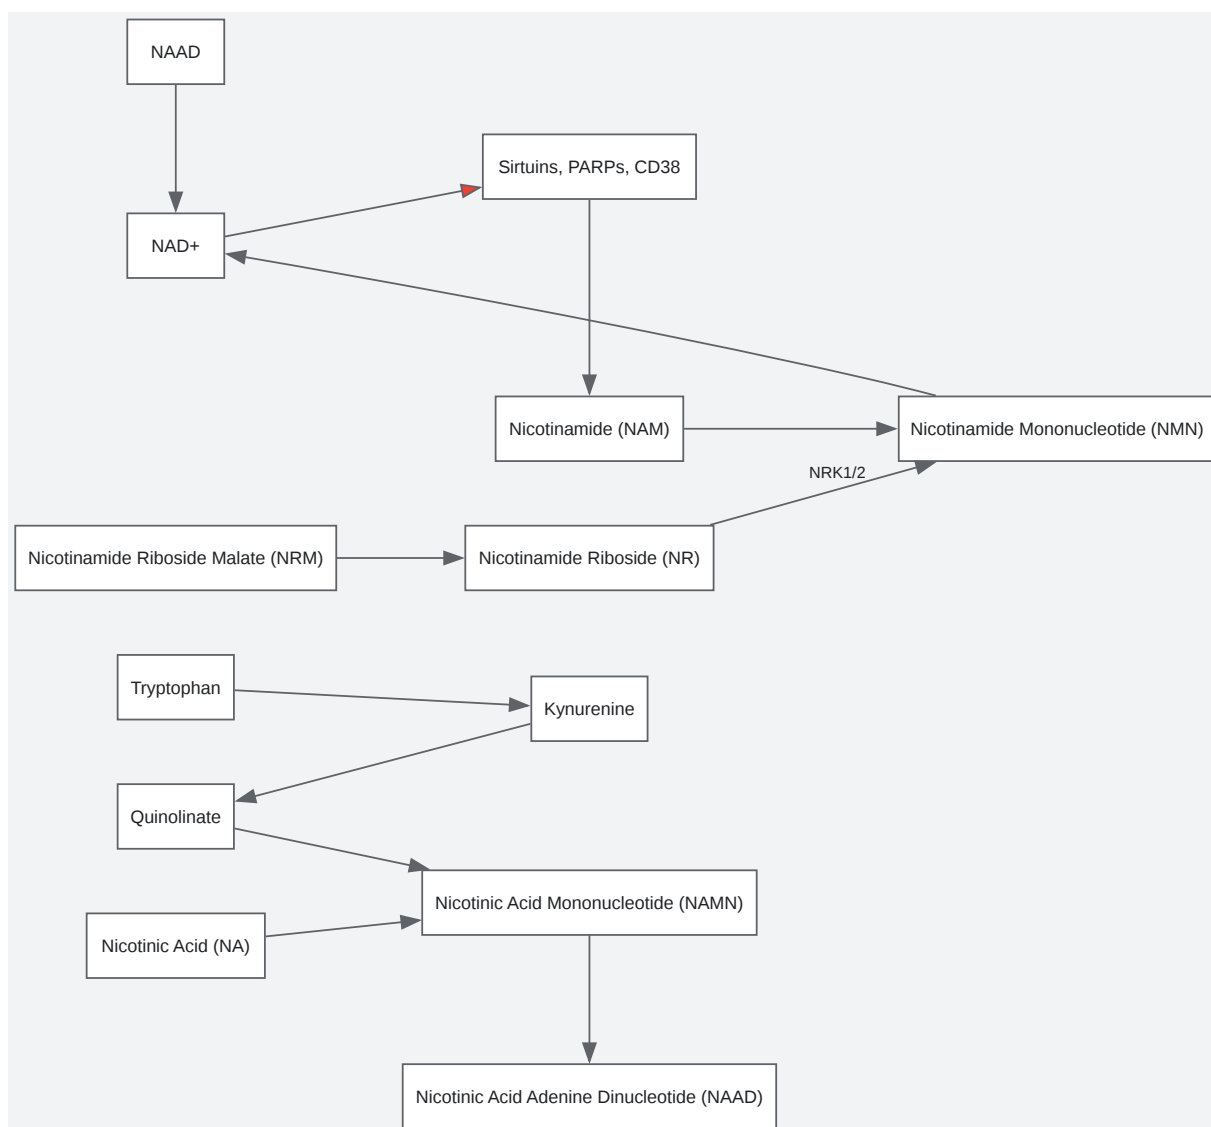 NAAD
Sirtuins, PARPs, CD38
NAD+
Nicotinamide (NAM)
Nicotinamide Mononucleotide (NMN)
NRK1/2
Nicotinamide Riboside Malate (NRM)
Nicotinamide Riboside (NR)
Tryptophan
Kynurenine
Quinolinate
Nicotinic Acid Mononucleotide (NAMN)
Nicotinic Acid (NA)
Nicotinic Acid Adenine Dinucleotide (NAAD)